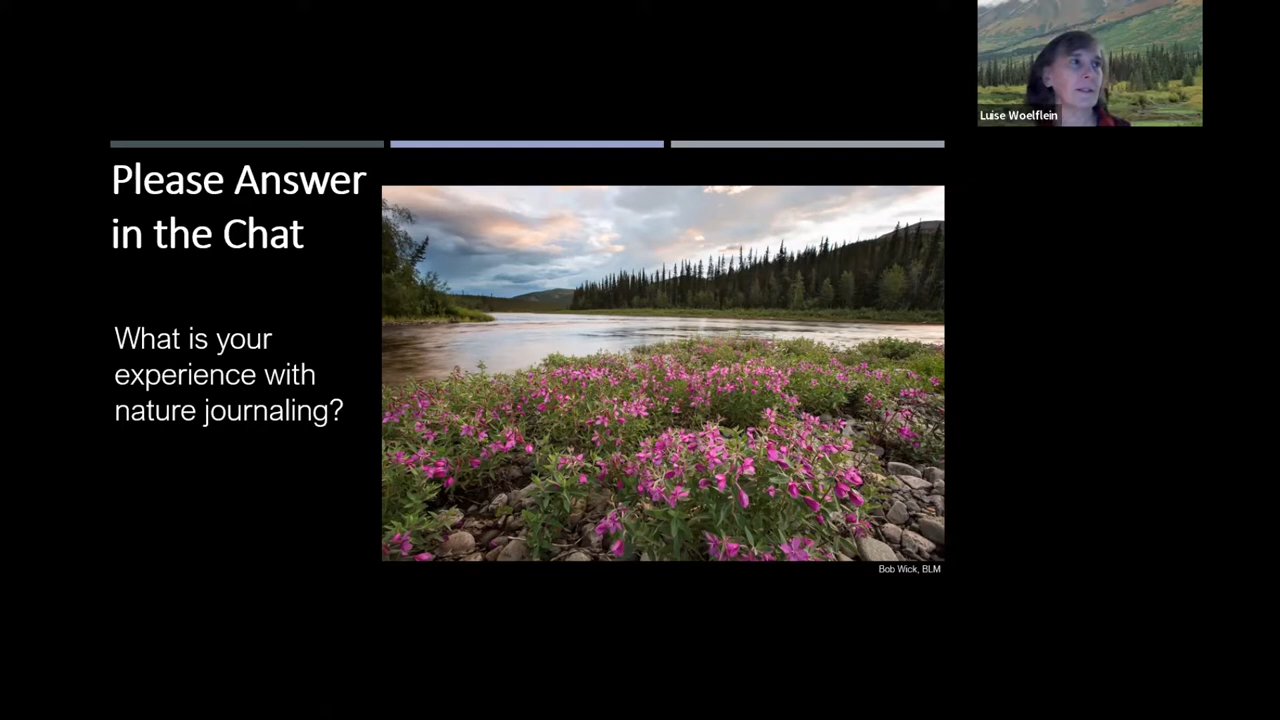 Luise Woelflein
Please Answer
in the Chat
What is your
experience with
nature journaling?
Bob Wick, BLM